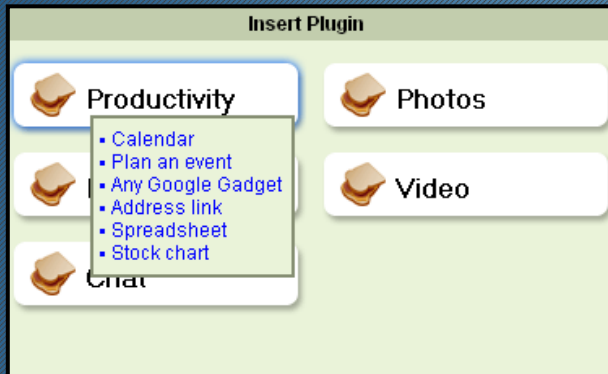 Insert Plugin
Productivity
Photos
Calendar
Plan an event
Any Google Gadget
Address link
Spreadsheet
Stock chart
Video
Chat